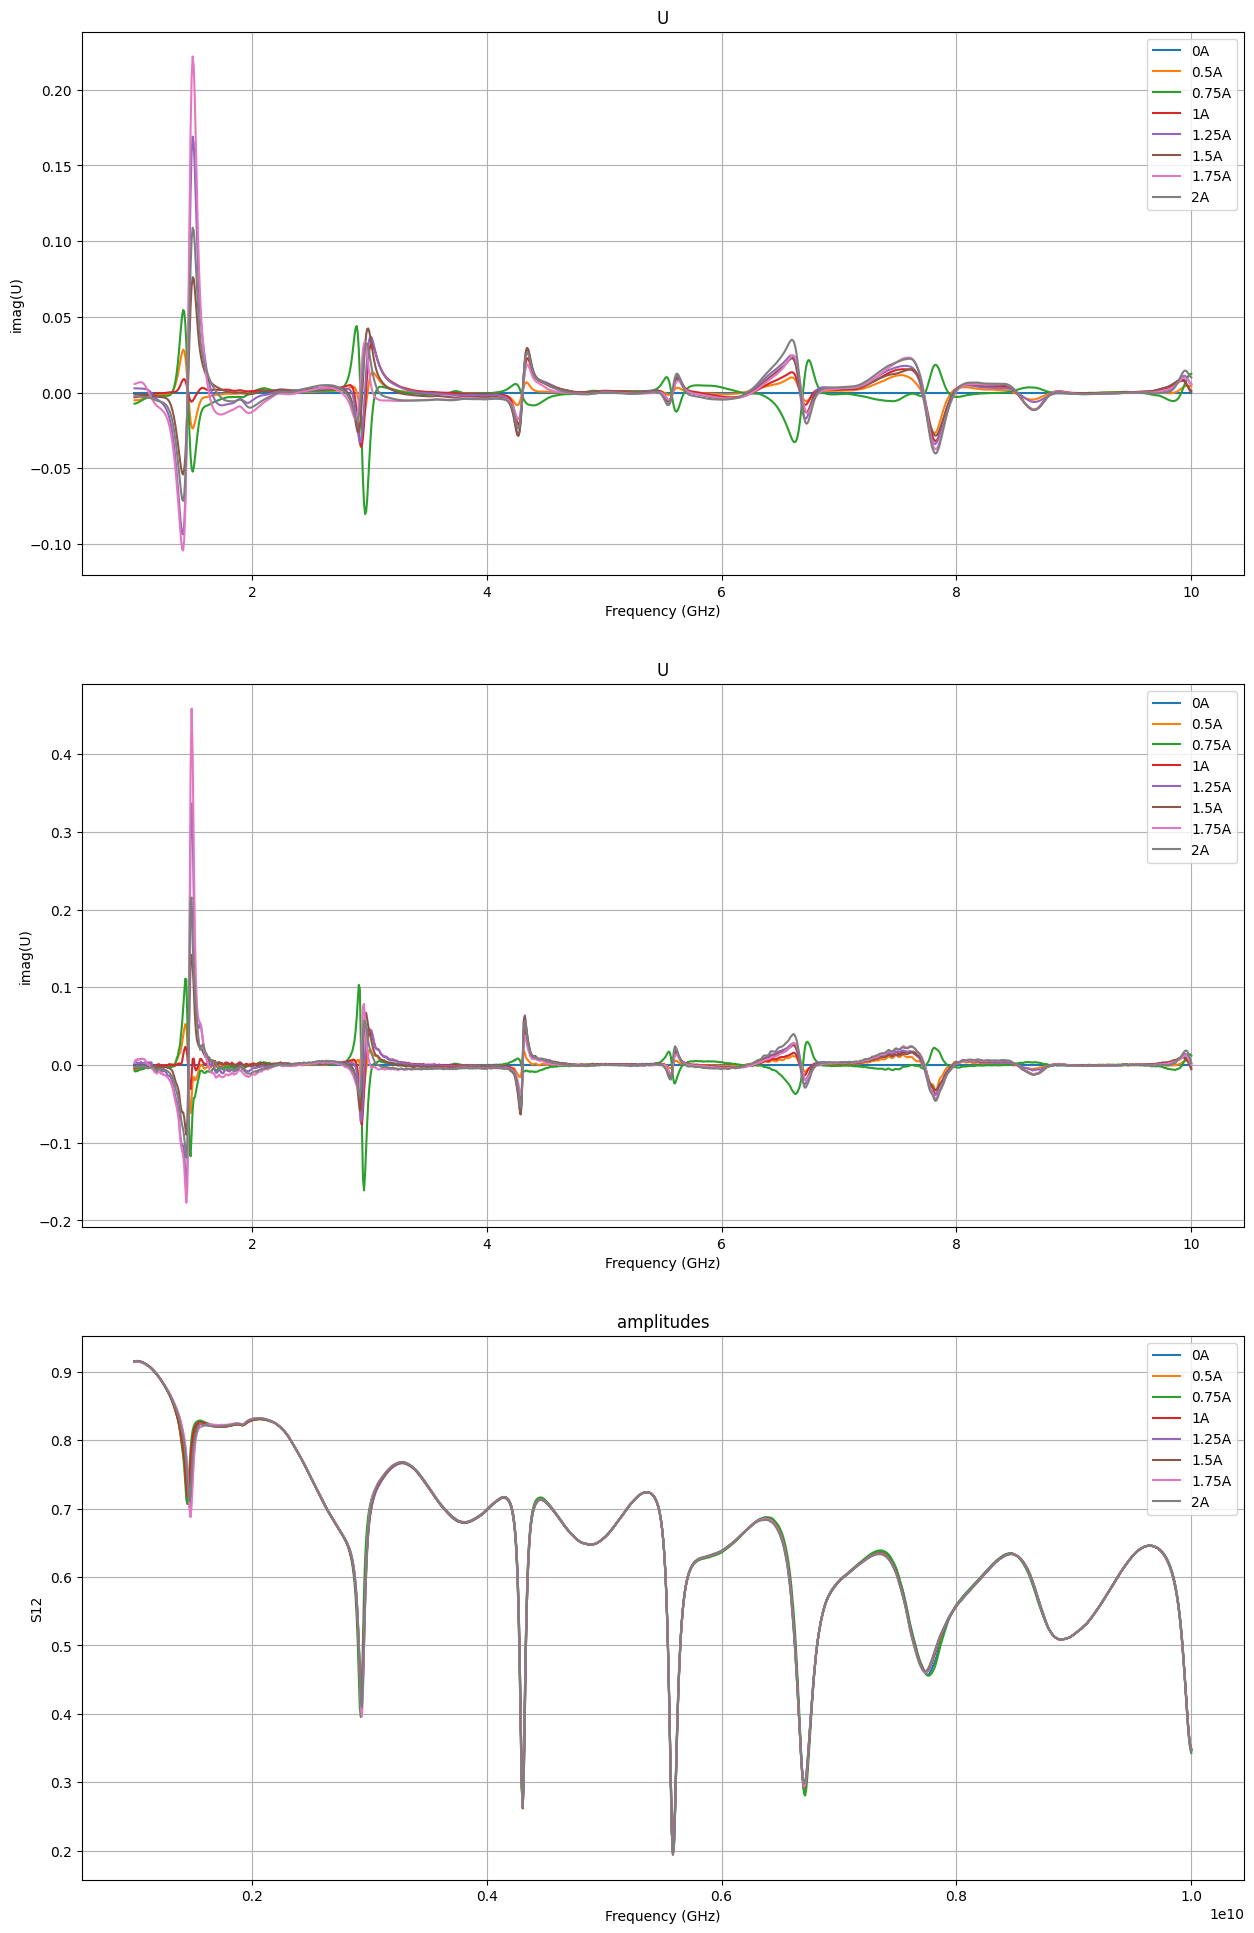 U
imag(U)
0.20
0.15
0.10
0.05
0.00
−0.05
−0.10
0A
0.5A
0.75A
1A
1.25A
1.5A
1.75A
2A
2
4
6
8
10
Frequency (GHz)
U
imag(U)
0.4
0.3
0.2
0.1
0.0
−0.1
−0.2
0A
0.5A
0.75A
1A
1.25A
1.5A
1.75A
2A
2
4
6
8
10
Frequency (GHz)
amplitudes
S12
0.9
0.8
0.7
0.6
0.5
0.4
0.3
0.2
0A
0.5A
0.75A
1A
1.25A
1.5A
1.75A
2A
0.2
0.4
0.6
0.8
1.0
1e10
Frequency (GHz)